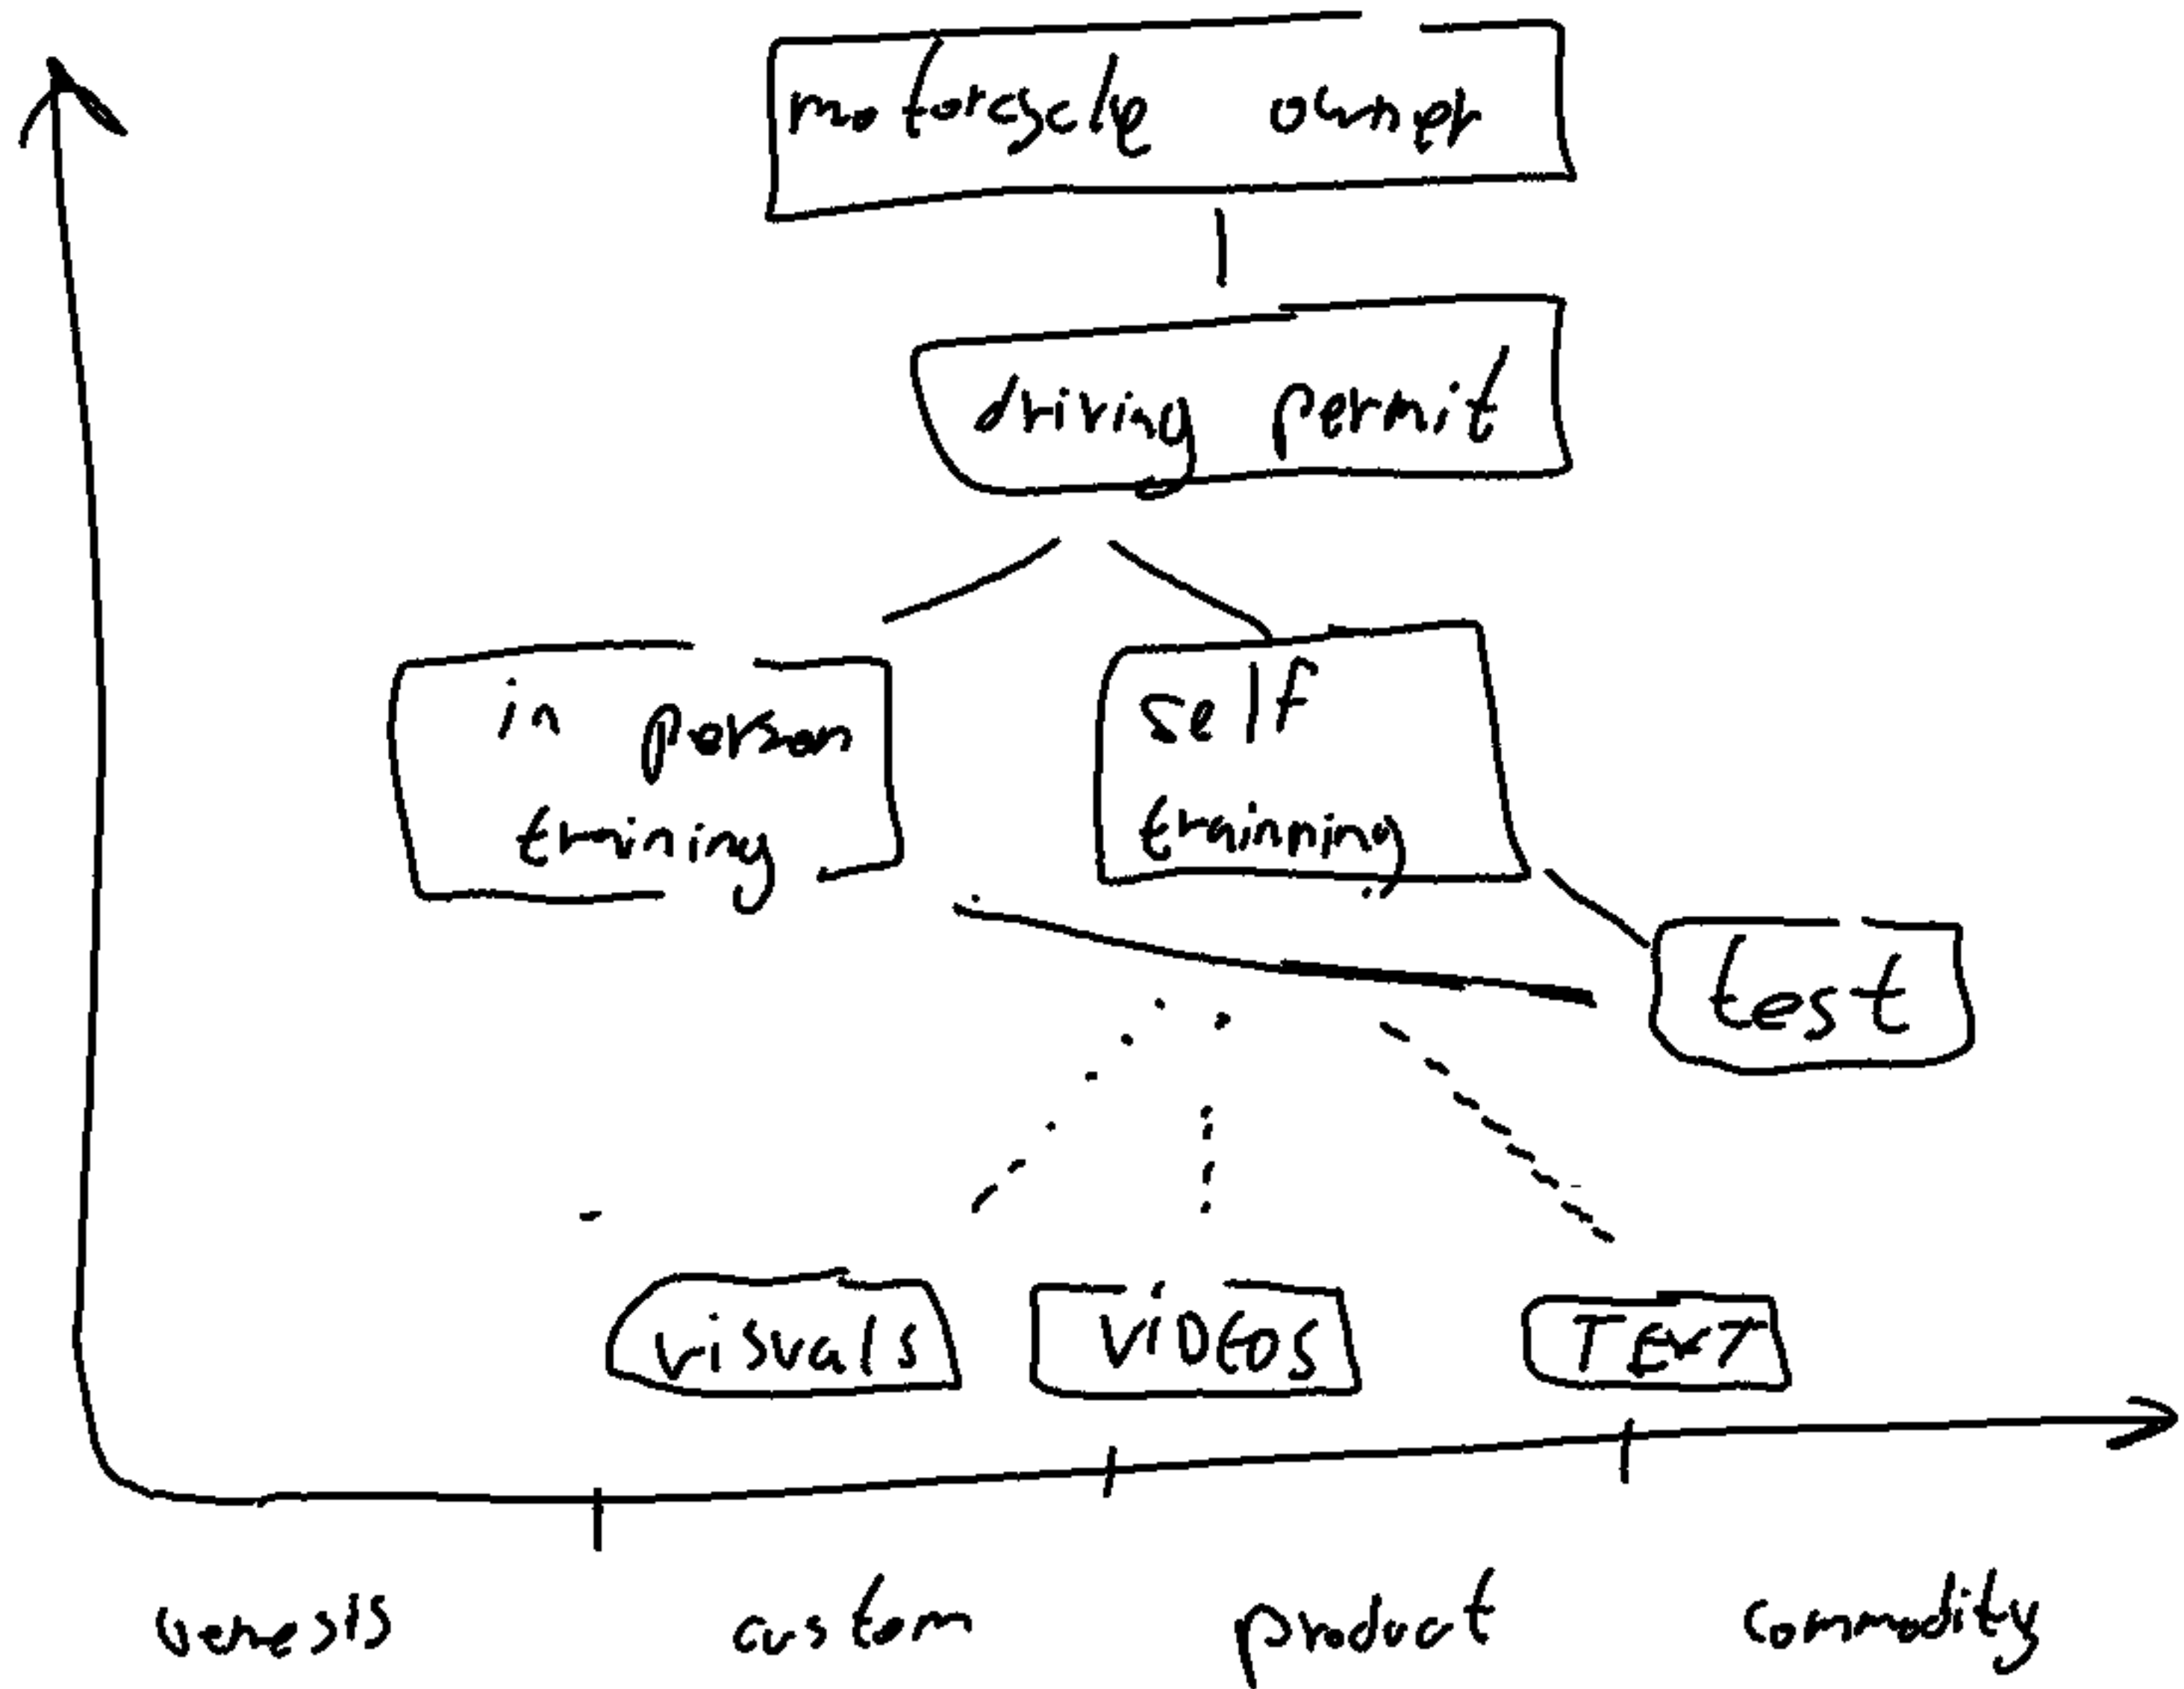 motorcycle owner
driving permit
in person
training
self
trainning
test
visuals
VIDEOS
TEXT
Genesis
custom
product
commodity